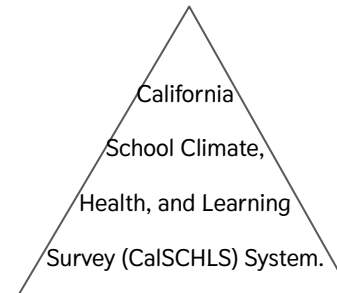 California
School Climate,
Health, and Learning
Survey (CalSCHLS) System.